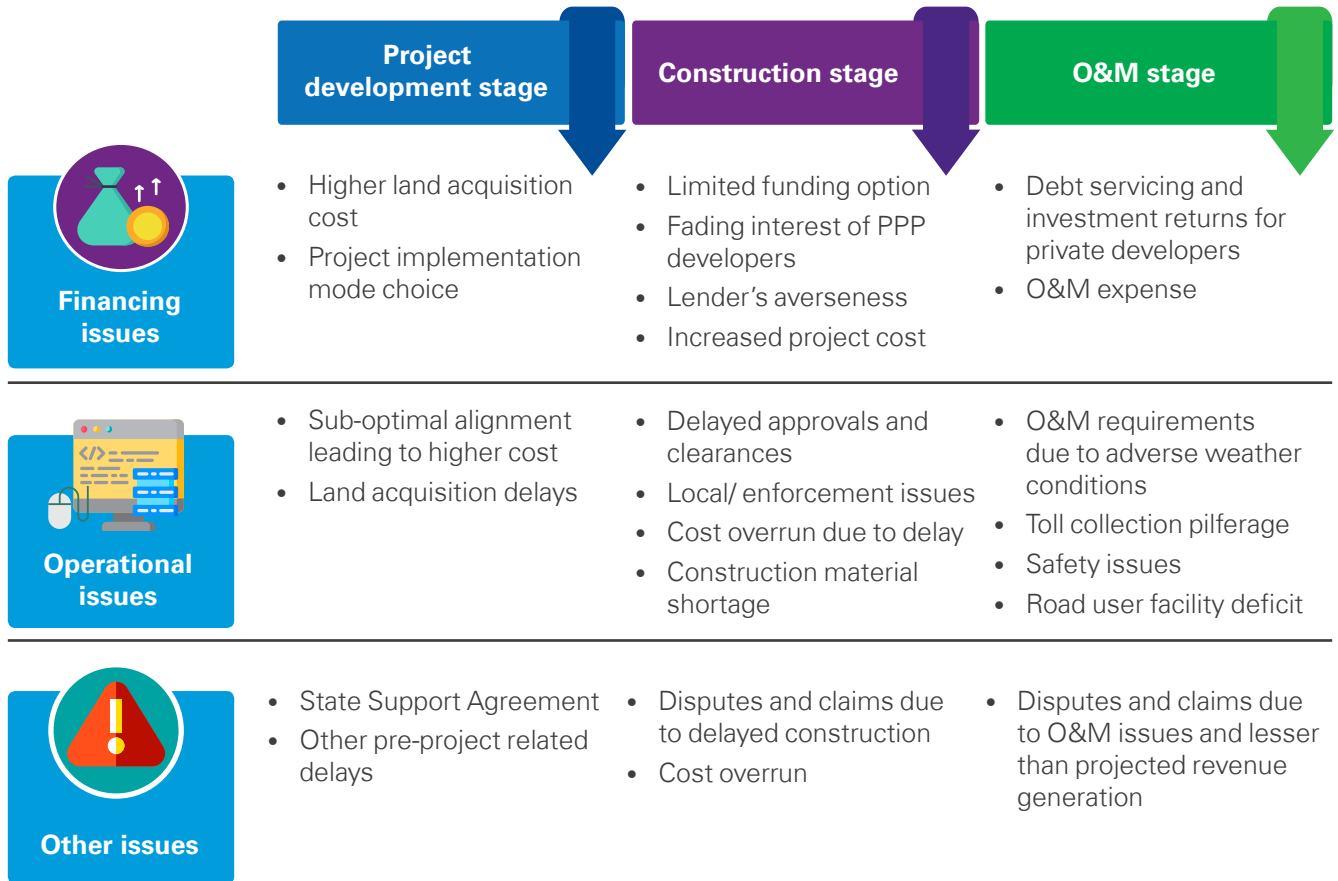 Project
development stage
Construction stage
O&M stage
Financing
issues
• Higher land acquisition
cost
• Project implementation
mode choice
• Limited funding option
• Fading interest of PPP
developers
• Lender's averseness
• Increased project cost
• Debt servicing and
investment returns for
private developers
• O&M expense
</>
Operational
issues
• Sub-optimal alignment
leading to higher cost
• Land acquisition delays
• Delayed approvals and
clearances
• Local/ enforcement issues
• Cost overrun due to delay
• Construction material
shortage
• O&M requirements
due to adverse weather
conditions
• Toll collection pilferage
• Safety issues
• Road user facility deficit
!
Other issues
• State Support Agreement
• Other pre-project related
delays
• Disputes and claims due
to delayed construction
• Cost overrun
• Disputes and claims due
to O&M issues and lesser
than projected revenue
generation